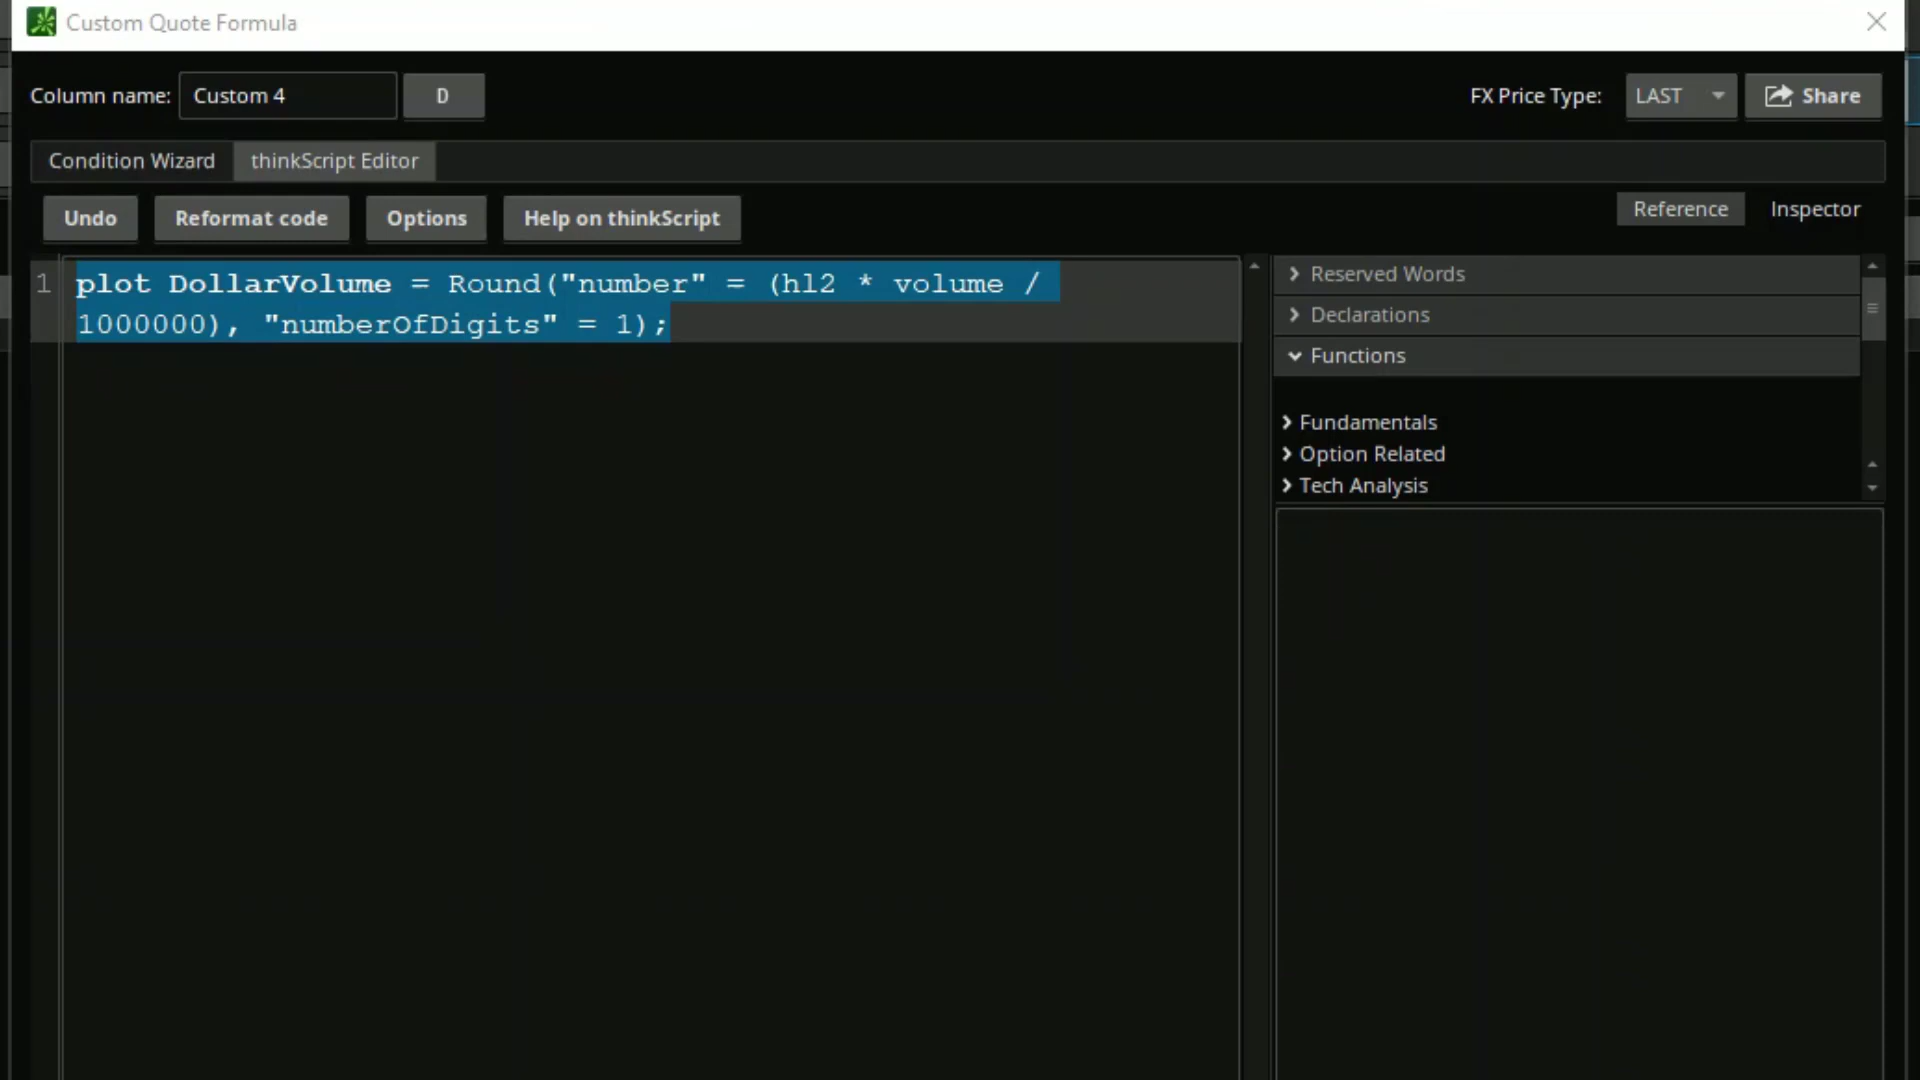 Custom Quote Formula
Column name: Custom 4 D FX Price Type: LAST Share
Condition Wizard thinkScript Editor
Undo Reformat code Options Help on thinkScript Reference Inspector
1 plot DollarVolume = Round("number" = (hl2 * volume /
1000000), "numberOfDigits" = 1);
Reserved Words
Declarations
Functions
Fundamentals
Option Related
Tech Analysis